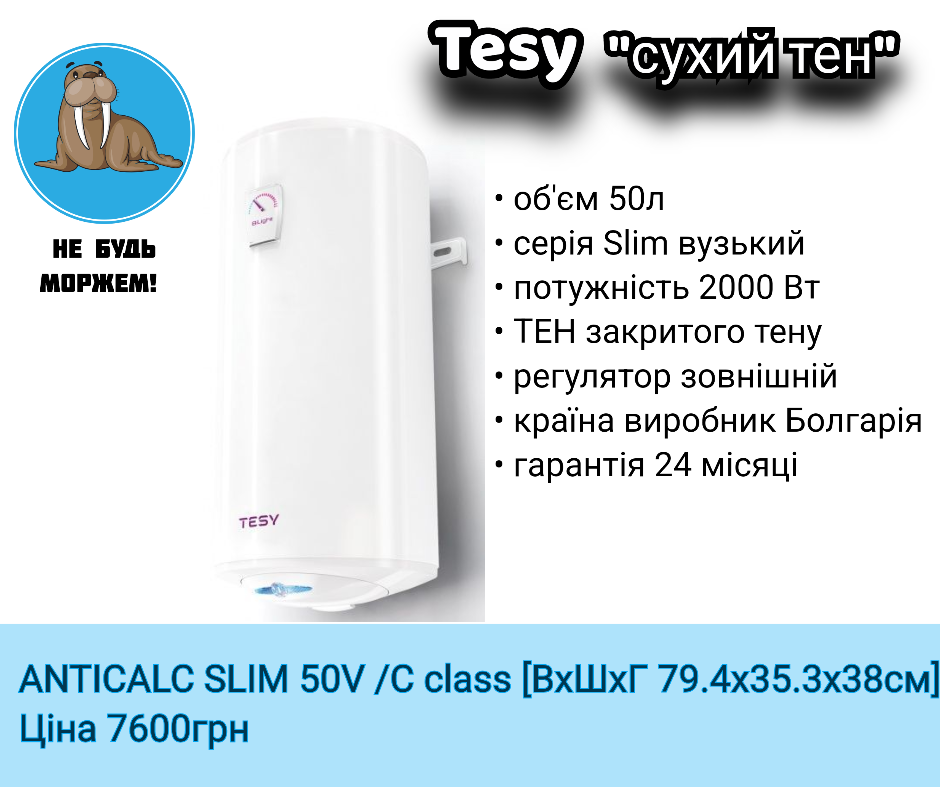 Tesy "сухий тен"
НЕ БУДЬ
МОРЖЕМ!
• об'єм 50л
• серія Slim вузький
• потужність 2000 Вт
• ТЕН закритого тену
• регулятор зовнішній
• країна виробник Болгарія
• гарантія 24 місяці
TESY
ANTICALC SLIM 50V /C class [ВхШхГ 79.4х35.3х38см]
Ціна 7600грн